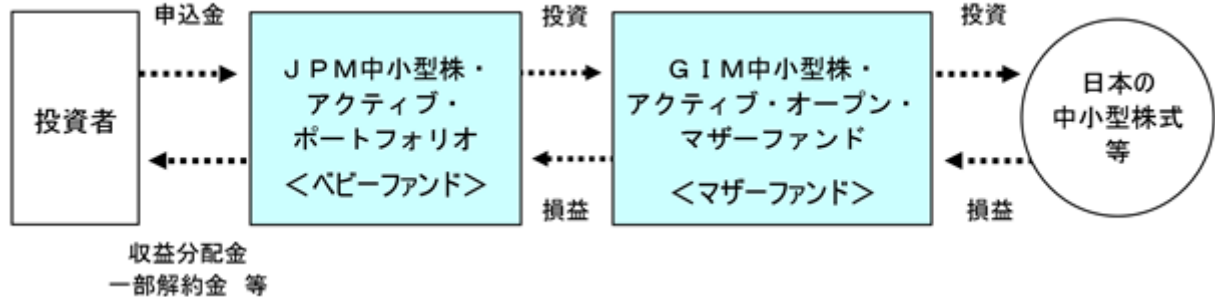 申込金
投資
投資
投資者
ＪＰＭ中小型株・
アクティブ・
ポートフォリオ
＜ベビーファンド＞
ＧＩＭ中小型株・
アクティブ・オープン・
マザーファンド
＜マザーファンド＞
日本の
中小型株式
等
損益
損益
収益分配金
一部解約金 等